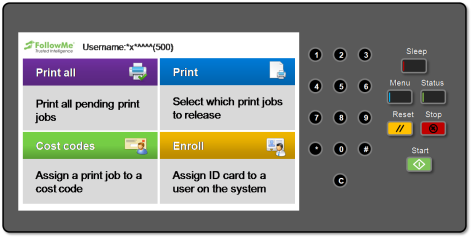 FollowMe
Trusted Intelligence
Username:*x*^^^^(500)
Print all
Print
Print all pending print
jobs
Select which print jobs
to release
Cost codes
Enroll
Assign a print job to a
cost code
Assign ID card to a
user on the system
1 2 3
4 5 6
7 8 9
* 0 #
C
Sleep
Menu Status
Reset Stop
Start